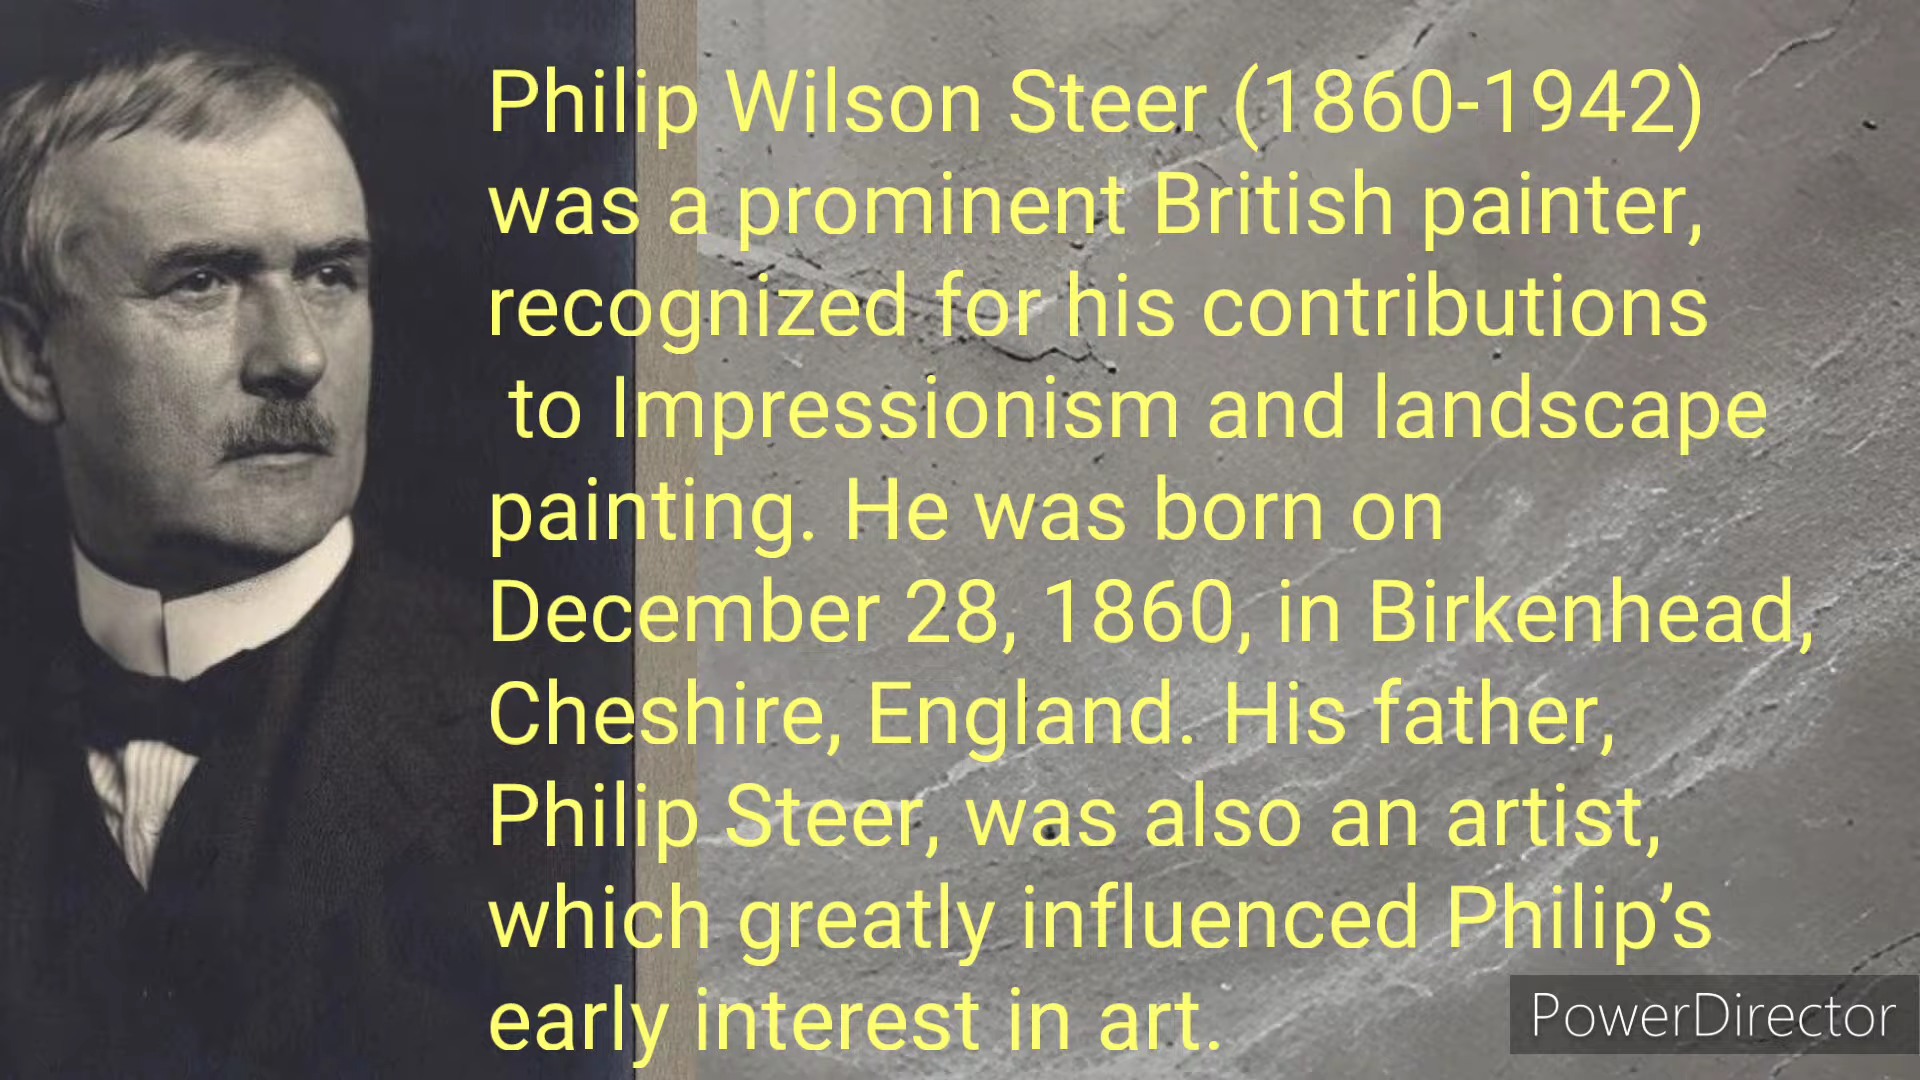 Philip Wilson Steer (1860-1942)
was a prominent British painter,
recognized for his contributions
to Impressionism and landscape
painting. He was born on
December 28, 1860, in Birkenhead,
Cheshire, England. His father,
Philip Steer, was also an artist,
which greatly influenced Philip’s
early interest in art.
PowerDirector